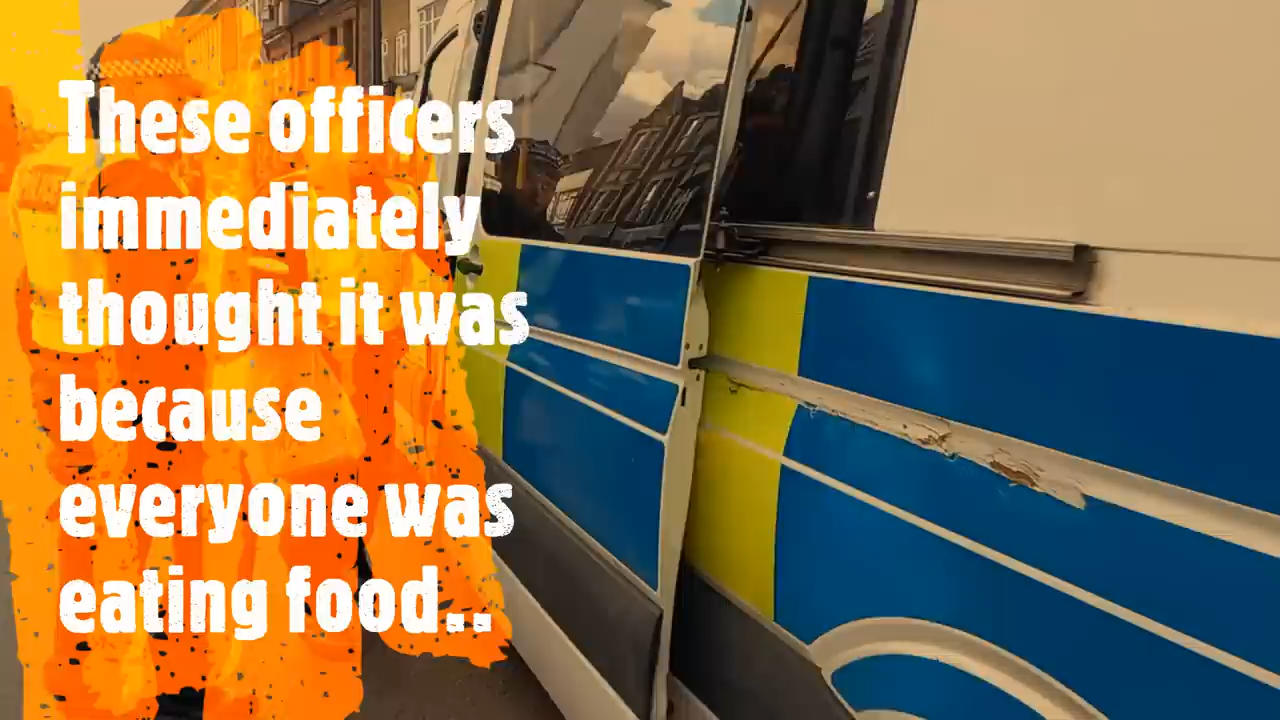 These officers
immediately
thought it was
because
everyone was
eating food..